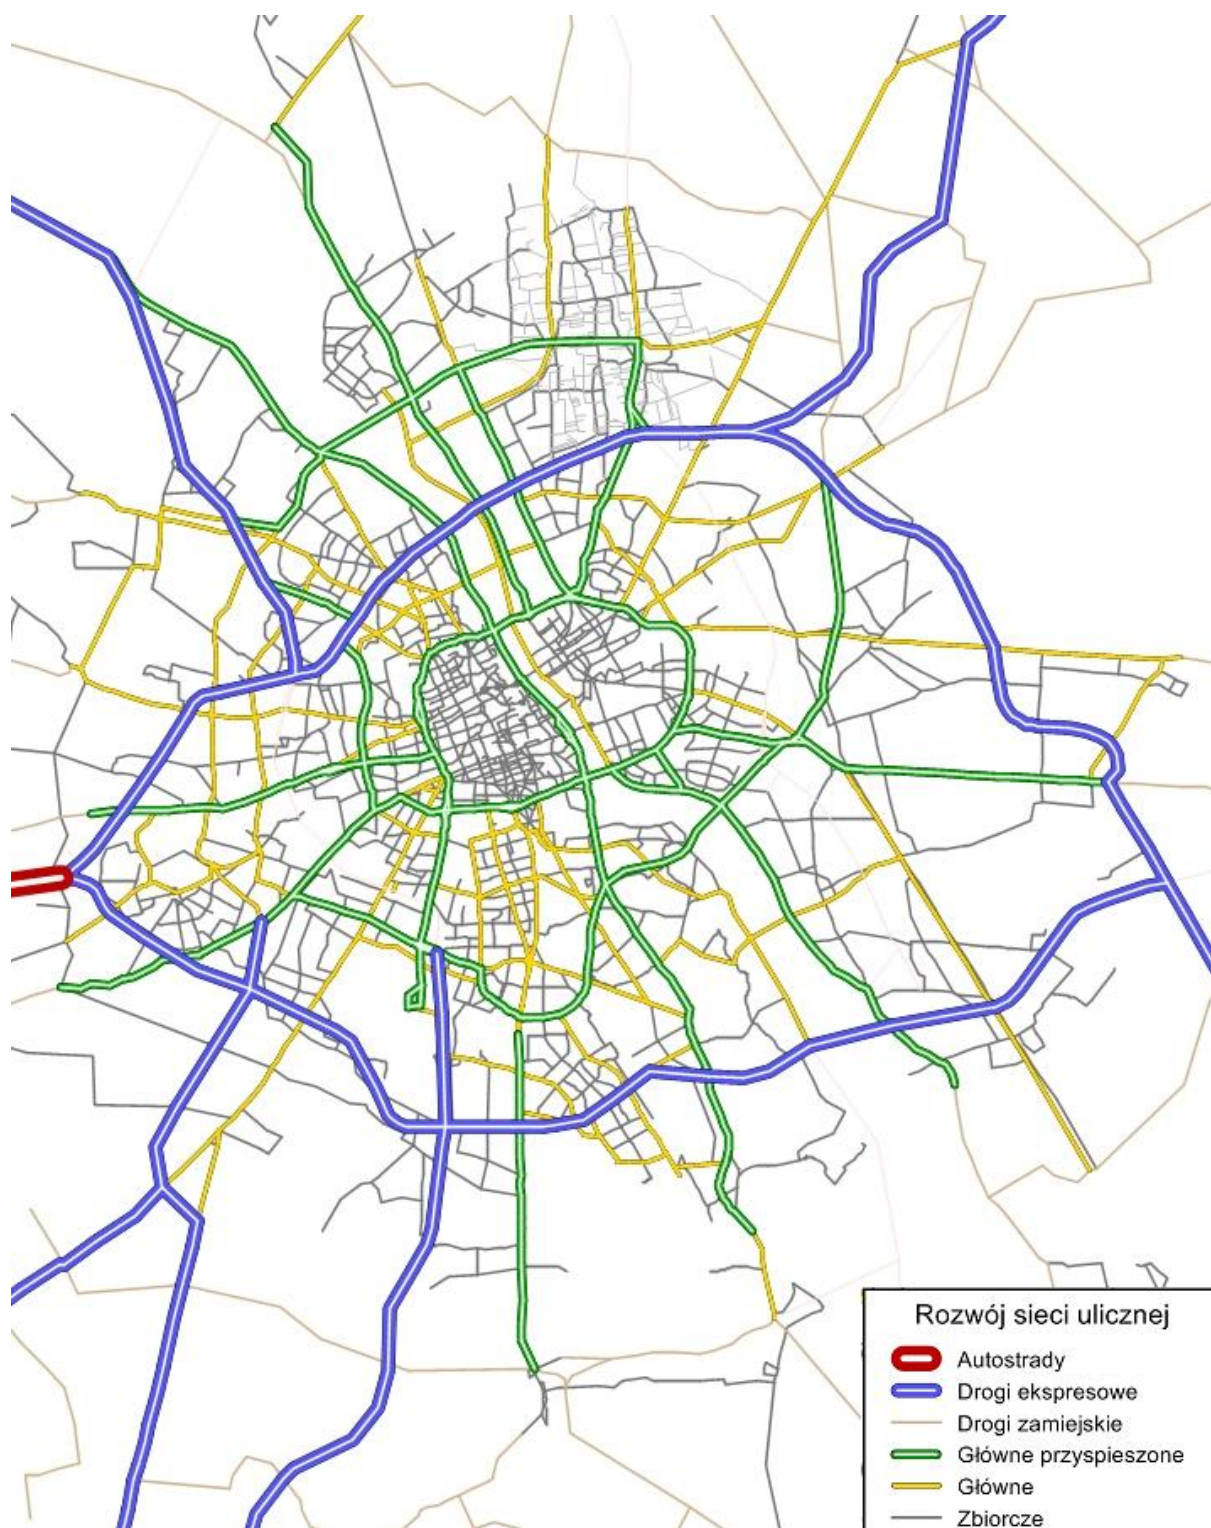 Rozwój sieci ulicznej
Autostrady
Drogi ekspresowe
Drogi zamiejskie
Główne przyspieszone
Główne
Zbiorcze